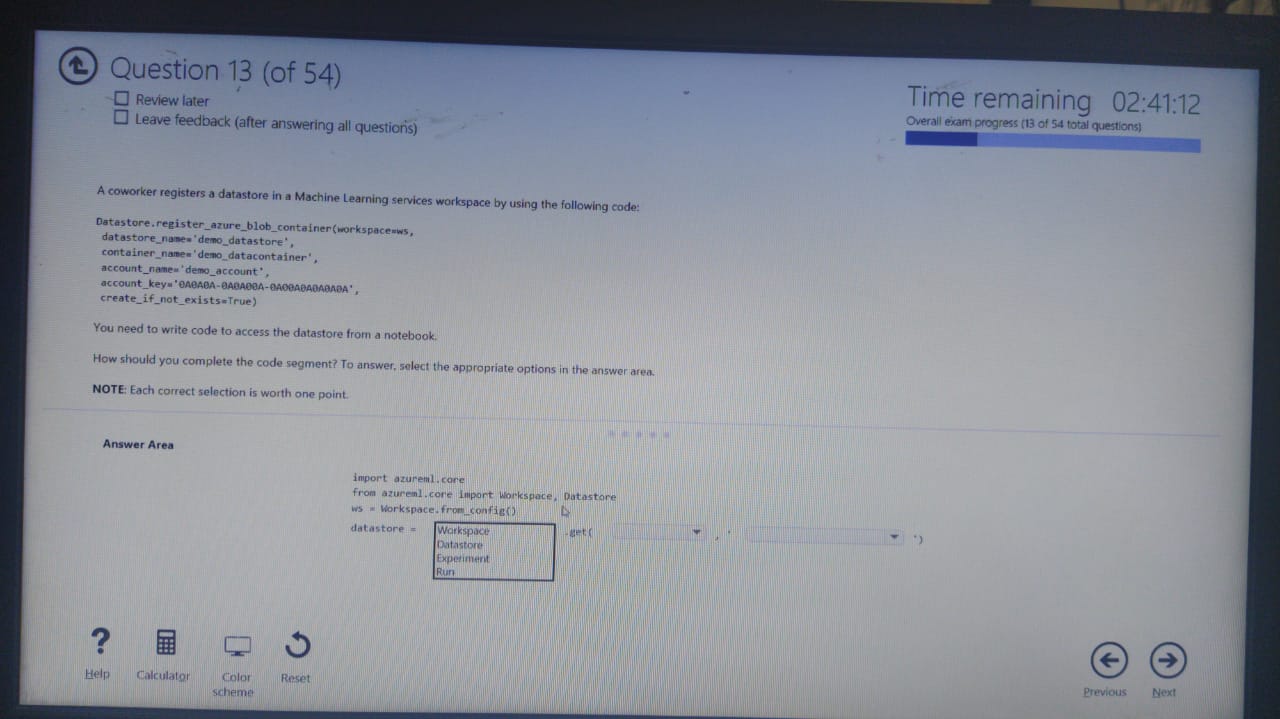 Question 13 (of 54)
Review later
Leave feedback (after answering all questions)
Time remaining 02:41:12
Overall exam progress (13 of 54 total questions)
A coworker registers a datastore in a Machine Learning services workspace by using the following code:
Datastore.register_azure_blob_container(workspace=ws,
datastore_name='demo_datastore',
container_name='demo_datacontainer',
account_name='demo_account',
account_key='0A0A0A-0A0A00A-0A00A0A0A0A0A',
create_if_not_exists=True)
You need to write code to access the datastore from a notebook.
How should you complete the code segment? To answer, select the appropriate options in the answer area.
NOTE: Each correct selection is worth one point.
Answer Area
import azureml.core
from azureml.core import Workspace, Datastore
ws = Workspace.from_config()
datastore = .get( , ' ')
Workspace
Datastore
Experiment
Run
Help
Calculator
Color
scheme
Reset
Previous
Next